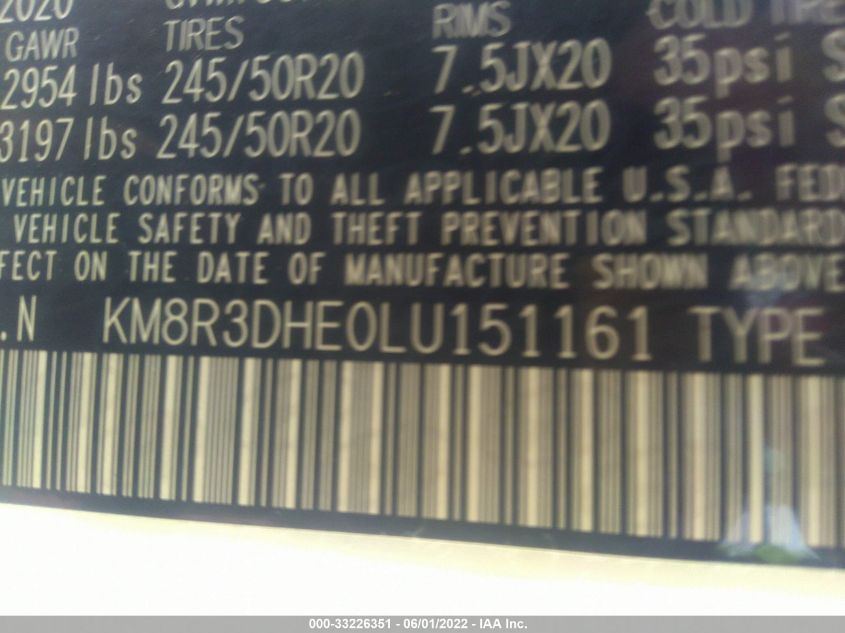 2020
GAWR TIRES RIMS COLD TIRE
2954 lbs 245/50R20 7.5JX20 35psi S
3197 lbs 245/50R20 7.5JX20 35psi S
VEHICLE CONFORMS TO ALL APPLICABLE U.S.A. FED
VEHICLE SAFETY AND THEFT PREVENTION STANDARD
FECT ON THE DATE OF MANUFACTURE SHOWN ABOVE
.N KM8R3DHE0LU151161 TYPE
000-33226351 - 06/01/2022 - IAA Inc.